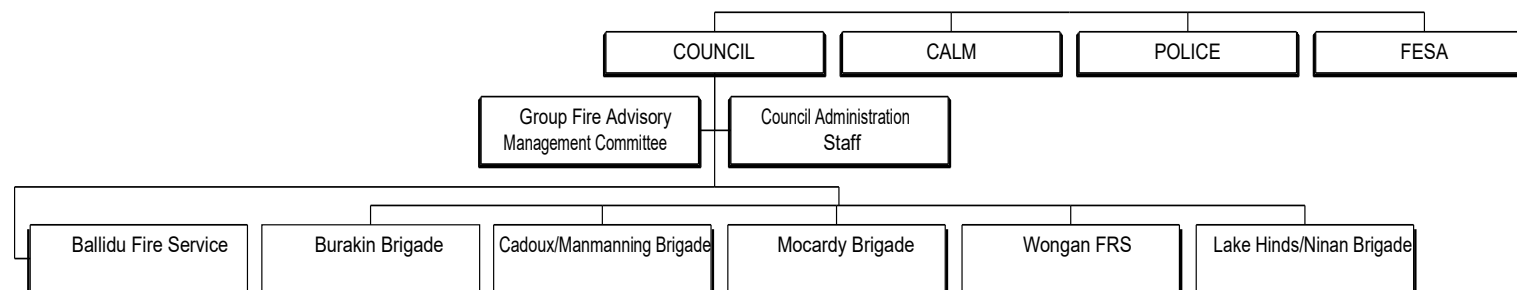 COUNCIL
CALM
POLICE
FESA
Group Fire Advisory
Management Committee
Council Administration
Staff
Ballidu Fire Service
Burakin Brigade
Cadoux/Manmanning Brigade
Mocardy Brigade
Wongan FRS
Lake Hinds/Ninan Brigade